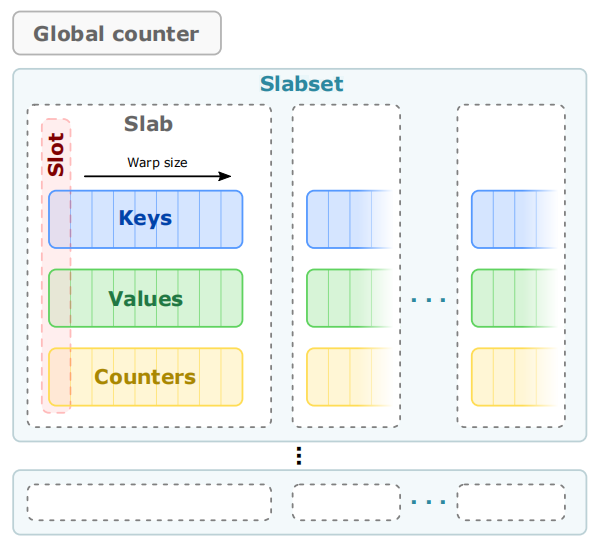 Global counter
Slabset
Slab
Slot
Warp size
Keys
Values
. . .
Counters
⋮
. . .